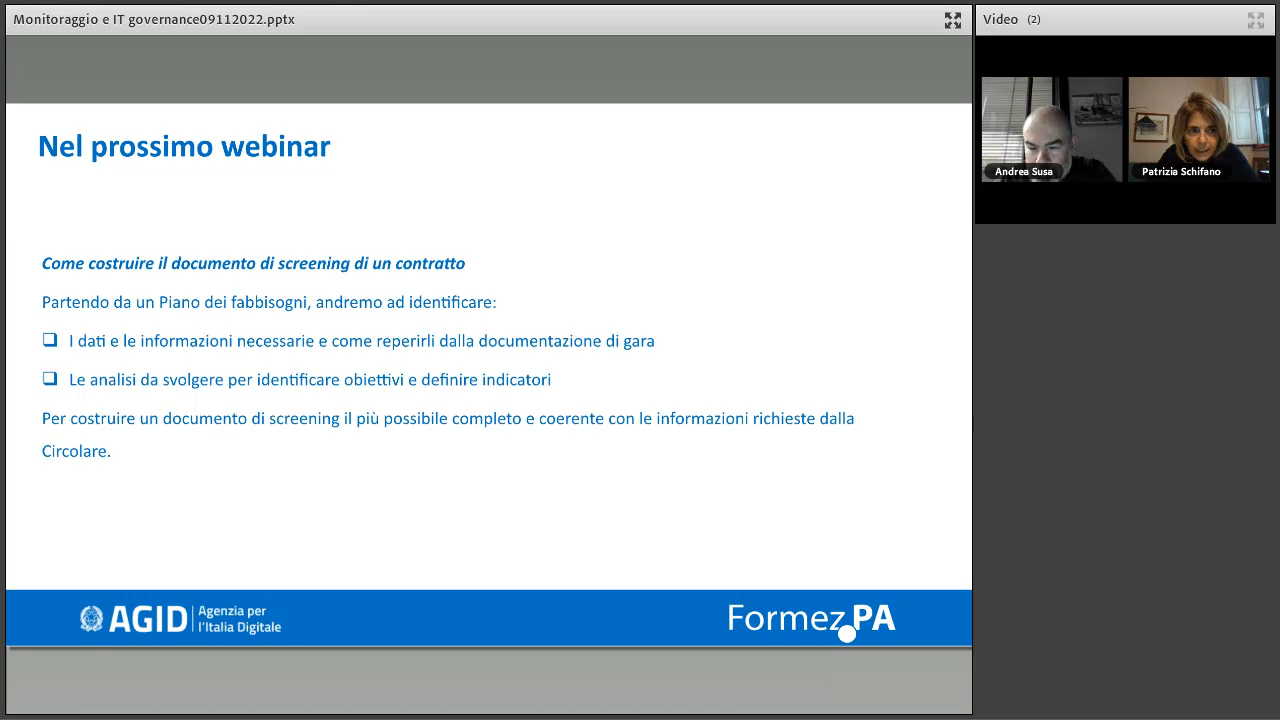 Monitoraggio e IT governance09112022.pptx
Video (2)
Nel prossimo webinar
Andrea Susa
Patrizia Schifano
Come costruire il documento di screening di un contratto
Partendo da un Piano dei fabbisogni, andremo ad identificare:
❑ I dati e le informazioni necessarie e come reperirli dalla documentazione di gara
❑ Le analisi da svolgere per identificare obiettivi e definire indicatori
Per costruire un documento di screening il più possibile completo e coerente con le informazioni richieste dalla
Circolare.
AGID
Agenzia per
l'Italia Digitale
Formez PA